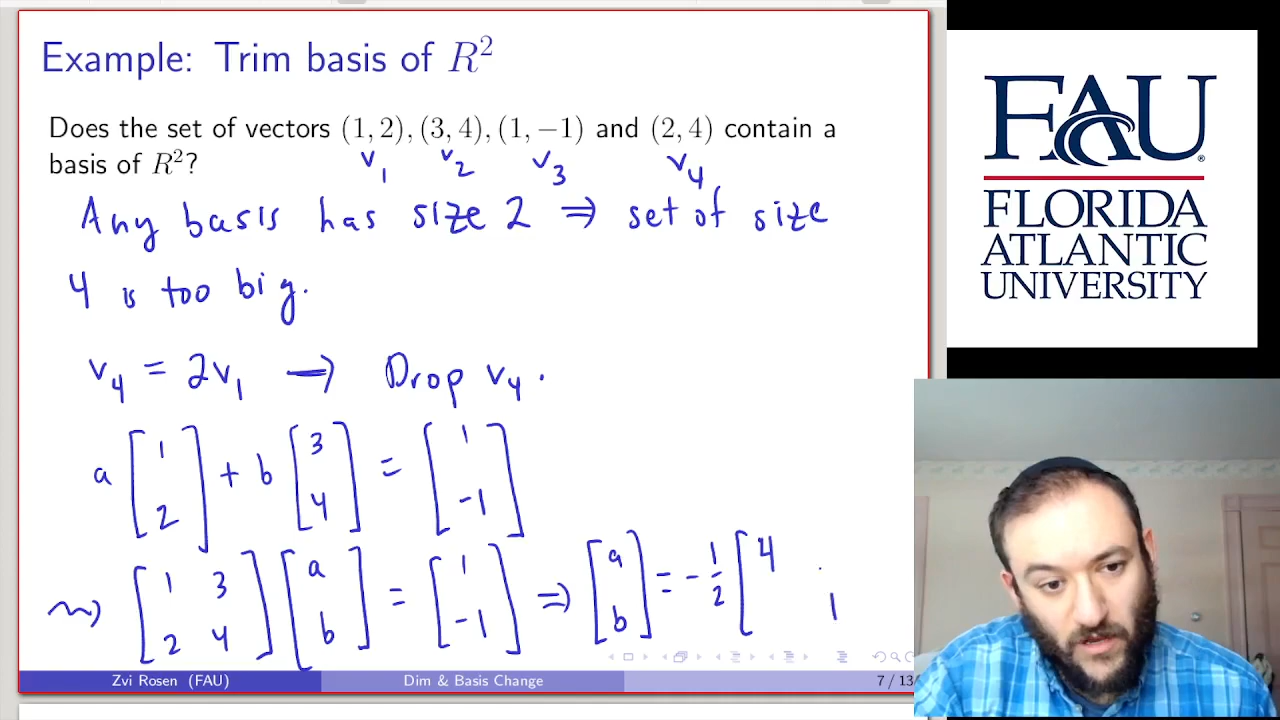 Example: Trim basis of R²
Does the set of vectors (1, 2), (3, 4), (1, −1) and (2, 4) contain a
basis of R²?
v₁ v₂ v₃ v₄
Any basis has size 2 ⇒ set of size
4 is too big.
v₄ = 2v₁ → Drop v₄.
a [1 2] + b [3 4] = [1 -1]
⇝ [1 3 2 4] [a b] = [1 -1] ⇒ [a b] = -1/2 [4 1
Zvi Rosen (FAU) Dim & Basis Change 7 / 13
FAU
FLORIDA
ATLANTIC
UNIVERSITY